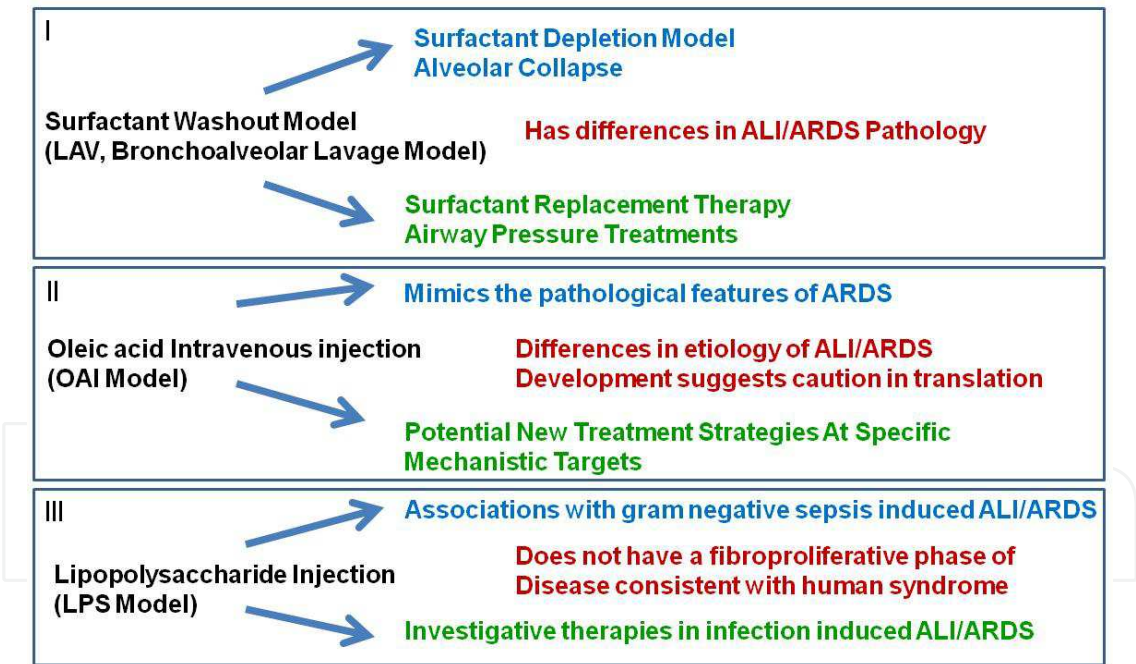 I
Surfactant Depletion Model
Alveolar Collapse
Surfactant Washout Model
(LAV, Bronchoalveolar Lavage Model)
Has differences in ALI/ARDS Pathology
Surfactant Replacement Therapy
Airway Pressure Treatments
II
Mimics the pathological features of ARDS
Oleic acid Intravenous injection
(OAI Model)
Differences in etiology of ALI/ARDS
Development suggests caution in translation
Potential New Treatment Strategies At Specific
Mechanistic Targets
III
Associations with gram negative sepsis induced ALI/ARDS
Lipopolysaccharide Injection
(LPS Model)
Does not have a fibroproliferative phase of
Disease consistent with human syndrome
Investigative therapies in infection induced ALI/ARDS